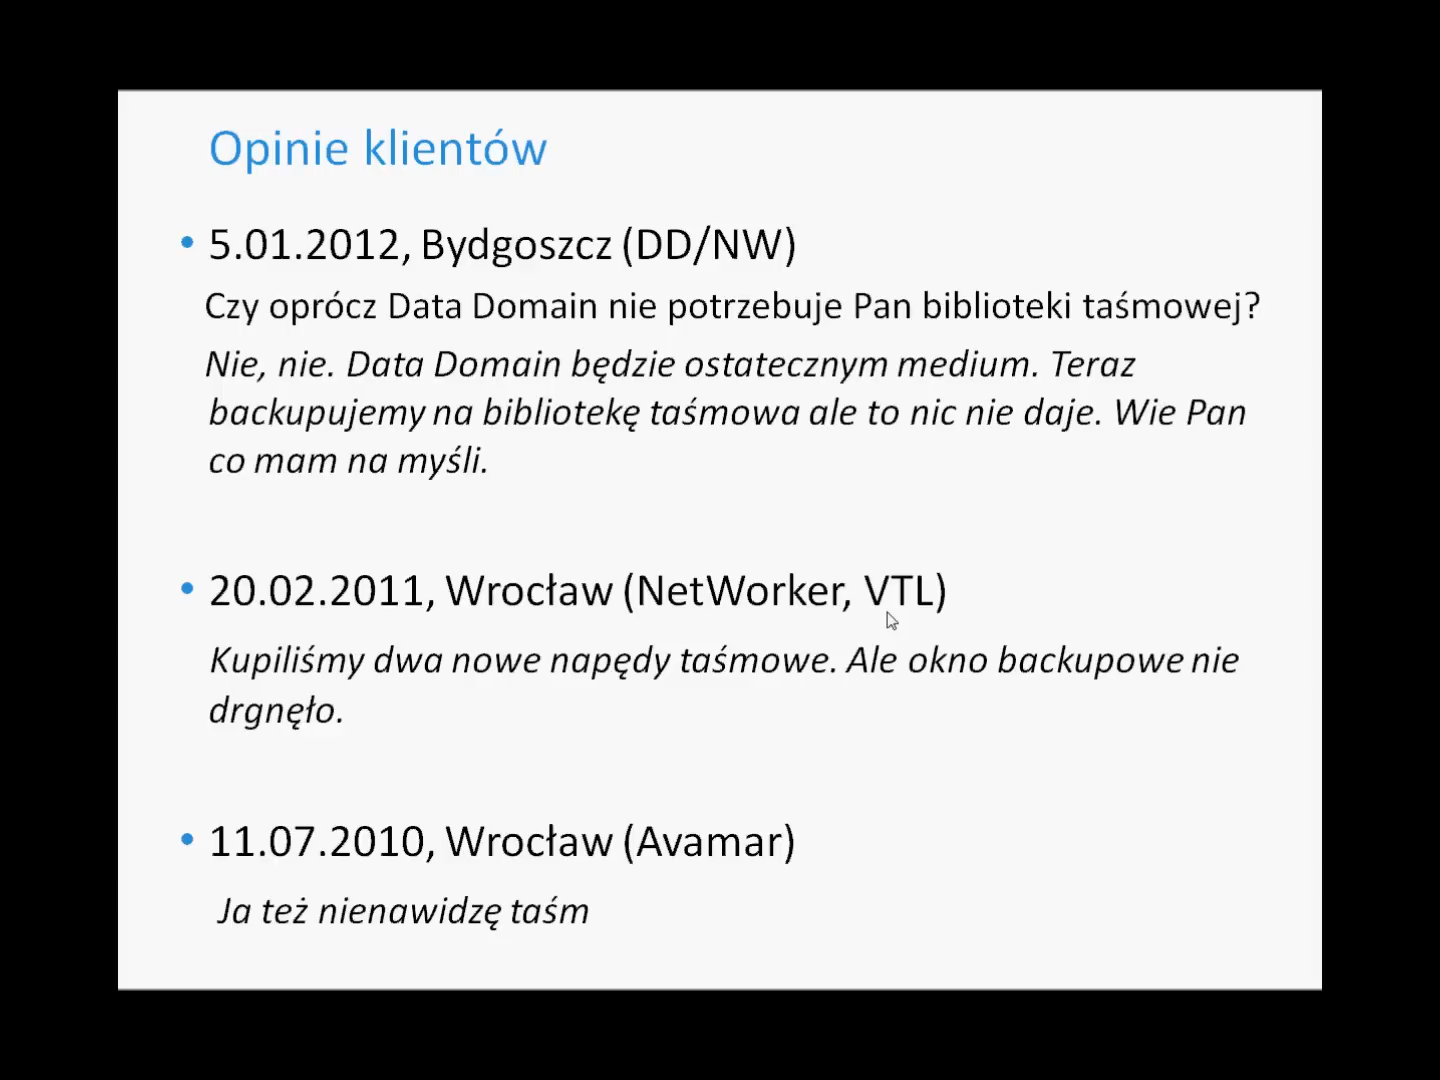 Opinie klientów
• 5.01.2012, Bydgoszcz (DD/NW)
Czy oprócz Data Domain nie potrzebuje Pan biblioteki taśmowej?
Nie, nie. Data Domain będzie ostatecznym medium. Teraz
backupujemy na bibliotekę taśmowa ale to nic nie daje. Wie Pan
co mam na myśli.
• 20.02.2011, Wrocław (NetWorker, VTL)
Kupiliśmy dwa nowe napędy taśmowe. Ale okno backupowe nie
drgnęło.
• 11.07.2010, Wrocław (Avamar)
Ja też nienawidzę taśm